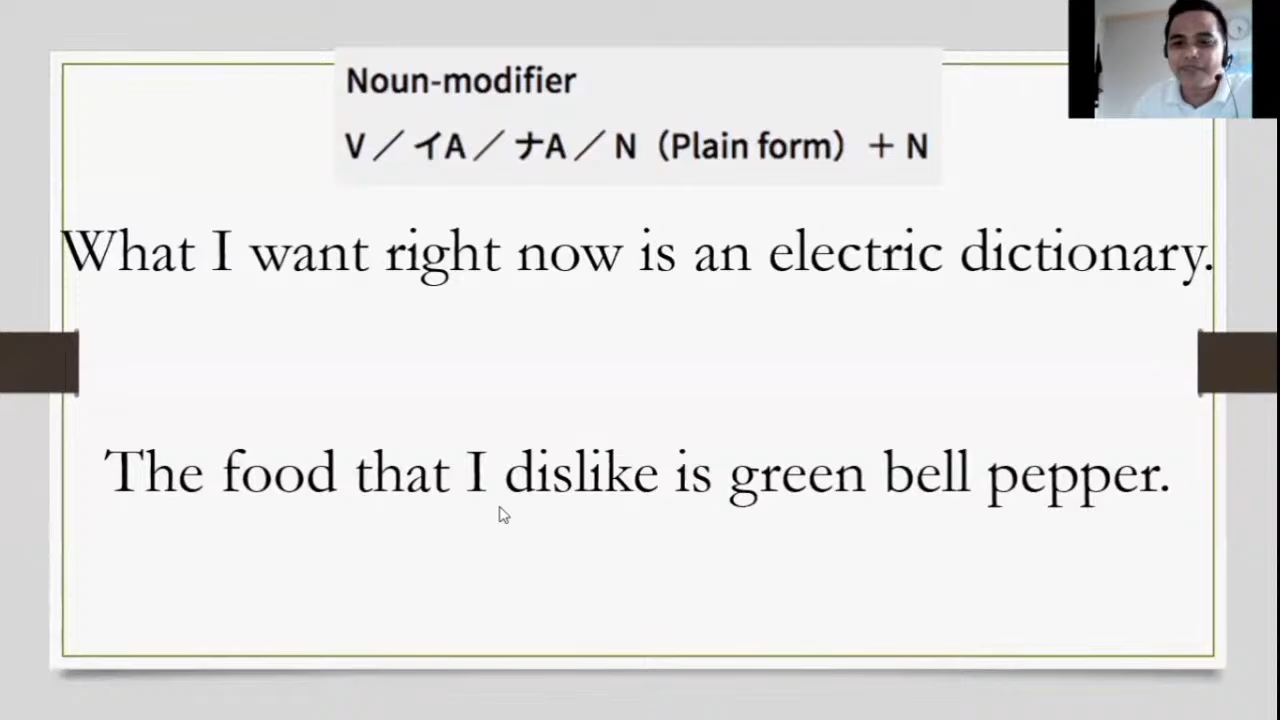 Noun-modifier
V／イA／ナA／N（Plain form）＋N
What I want right now is an electric dictionary.
The food that I dislike is green bell pepper.